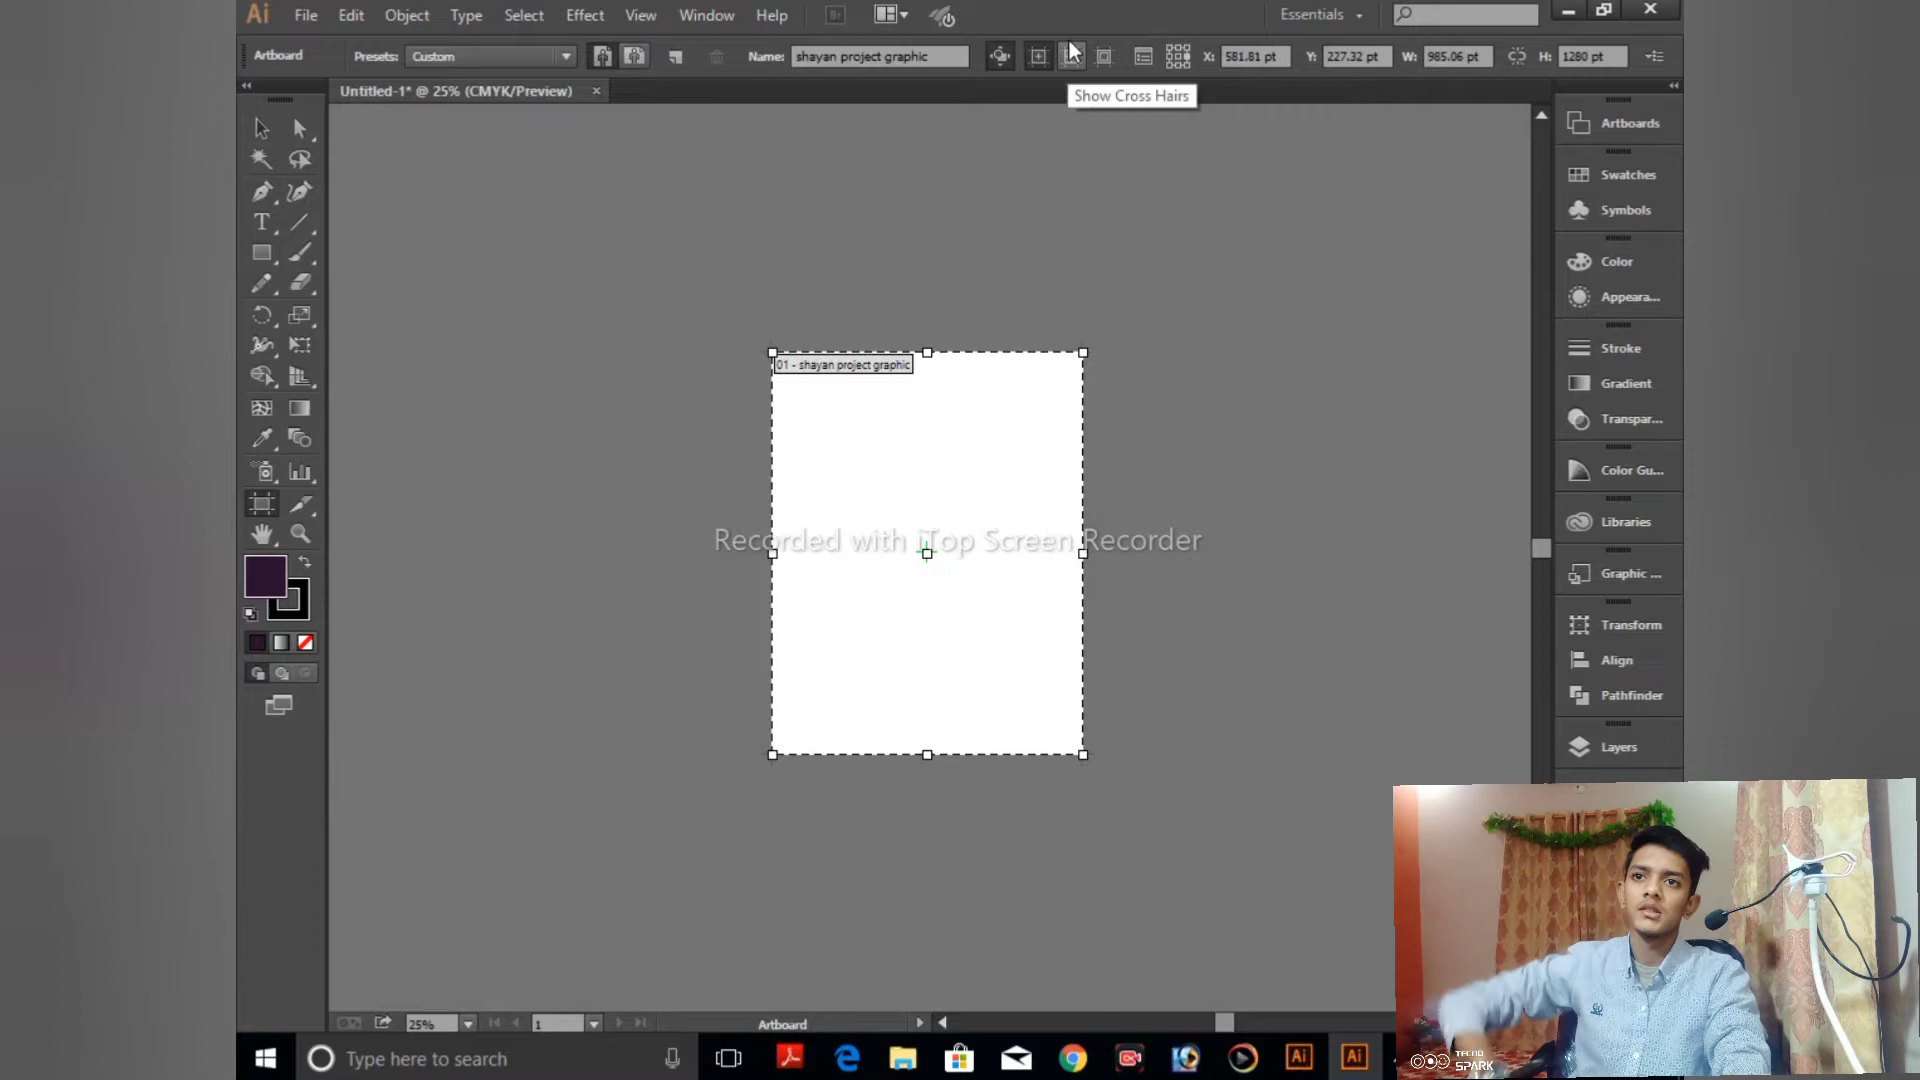 Ai File Edit Object Type Select Effect View Window Help Br Essentials
Artboard Presets: Custom Name: shayan project graphic X: 581.81 pt Y: 227.32 pt W: 985.06 pt H: 1280 pt
Untitled-1* @ 25% (CMYK/Preview)
Show Cross Hairs
Artboards
Swatches
Symbols
Color
Appeara...
Stroke
Gradient
Transpar...
Color Gu...
Libraries
Graphic ...
Transform
Align
Pathfinder
Layers
01 - shayan project graphic
Recorded with iTop Screen Recorder
25% 1 Artboard
Type here to search
Ai Ai
TECNO
SPARK